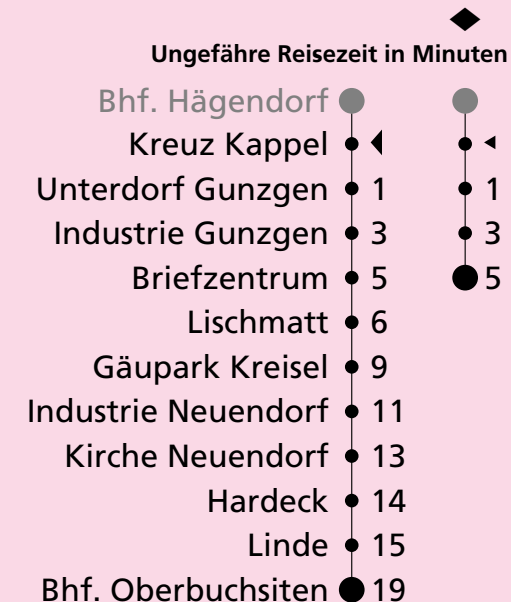 Ungefähre Reisezeit in Minuten
Bhf. Hägendorf
Kreuz Kappel
Unterdorf Gunzgen 1 1
Industrie Gunzgen 3 3
Briefzentrum 5 5
Lischmatt 6
Gäupark Kreisel 9
Industrie Neuendorf 11
Kirche Neuendorf 13
Hardeck 14
Linde 15
Bhf. Oberbuchsiten 19